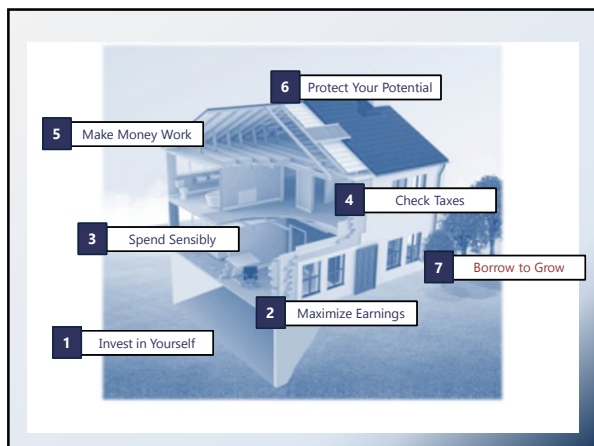 6 Protect Your Potential
5 Make Money Work
4 Check Taxes
3 Spend Sensibly
7 Borrow to Grow
2 Maximize Earnings
1 Invest in Yourself